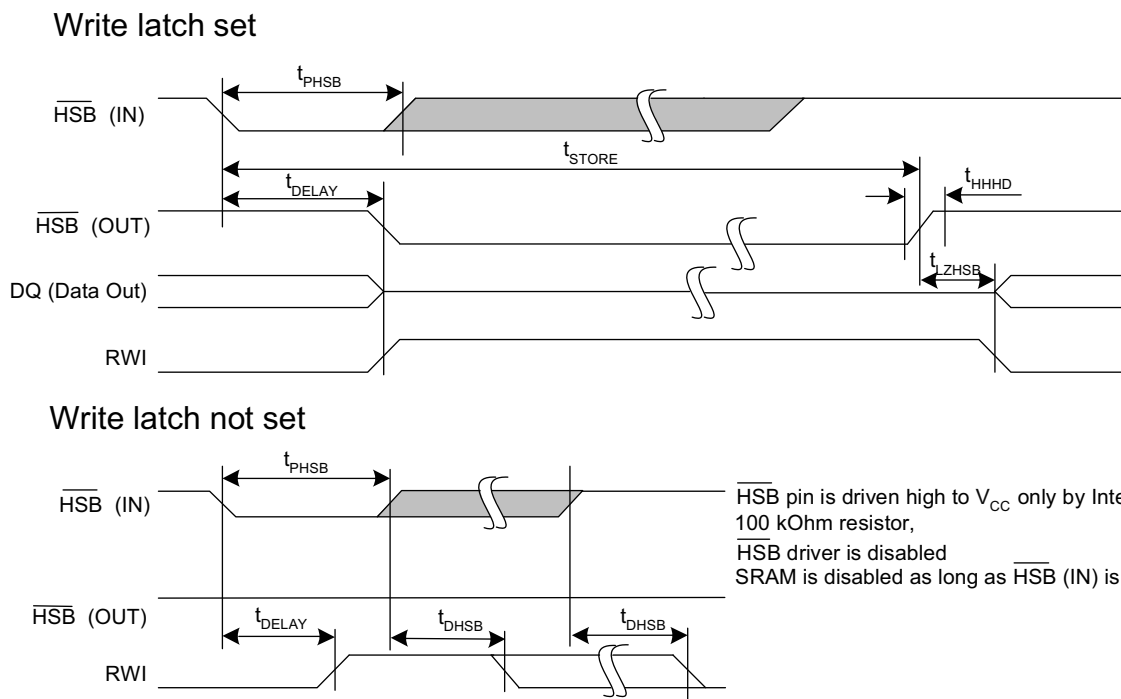 Write latch set
tPHSB
HSB (IN)
tSTORE
tHHHD
tDELAY
HSB (OUT)
tLZHSB
DQ (Data Out)
RWI
Write latch not set
tPHSB
HSB (IN)
HSB pin is driven high to VCC only by
100 kOhm resistor,
HSB driver is disabled
SRAM is disabled as long as HSB (IN) is
HSB (OUT)
tDELAY
tDHSB
tDHSB
RWI